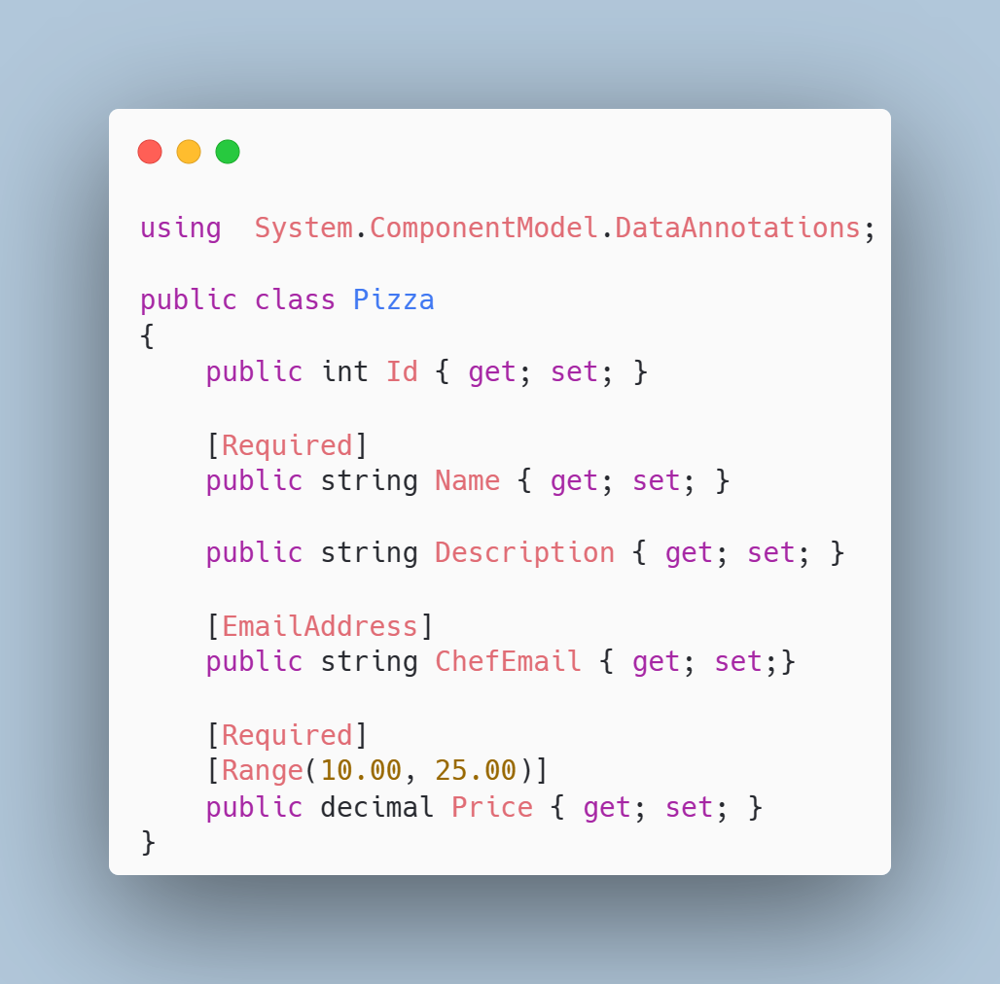 using  System.ComponentModel.DataAnnotations;

public class Pizza
{
    public int Id { get; set; }

    [Required]
    public string Name { get; set; }

    public string Description { get; set; }

    [EmailAddress]
    public string ChefEmail { get; set;}

    [Required]
    [Range(10.00, 25.00)]
    public decimal Price { get; set; }
}